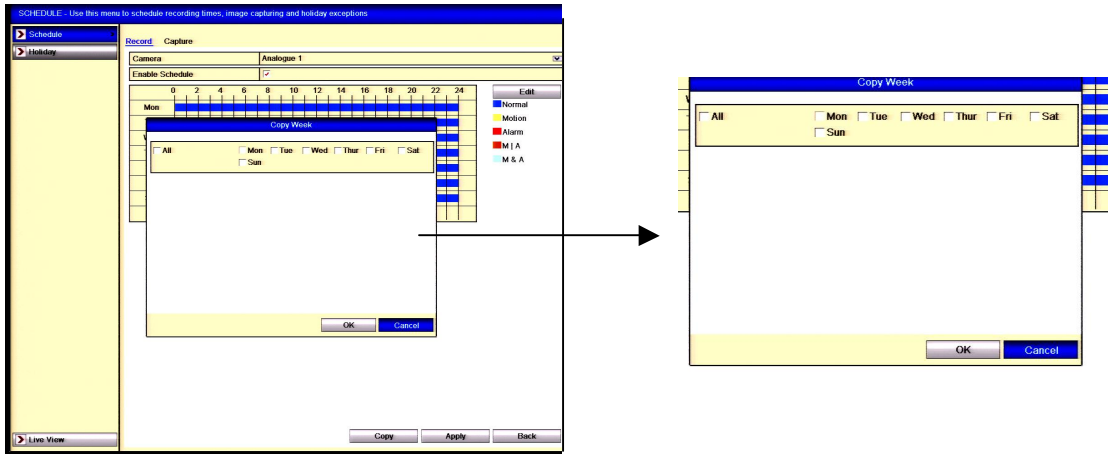 SCHEDULE - Use this menu to schedule recording times, image capturing and holiday exceptions
Schedule
Holiday
Record Capture
Camera Analogue 1
Enable Schedule
0 2 4 6 8 10 12 14 16 18 20 22 24
Mon
Edit
Normal
Motion
Alarm
M | A
M & A
Copy Week
All Mon Tue Wed Thur Fri Sat
Sun
OK Cancel
Live View
Copy Apply Back
Copy Week
All Mon Tue Wed Thur Fri Sat
Sun
OK Cancel